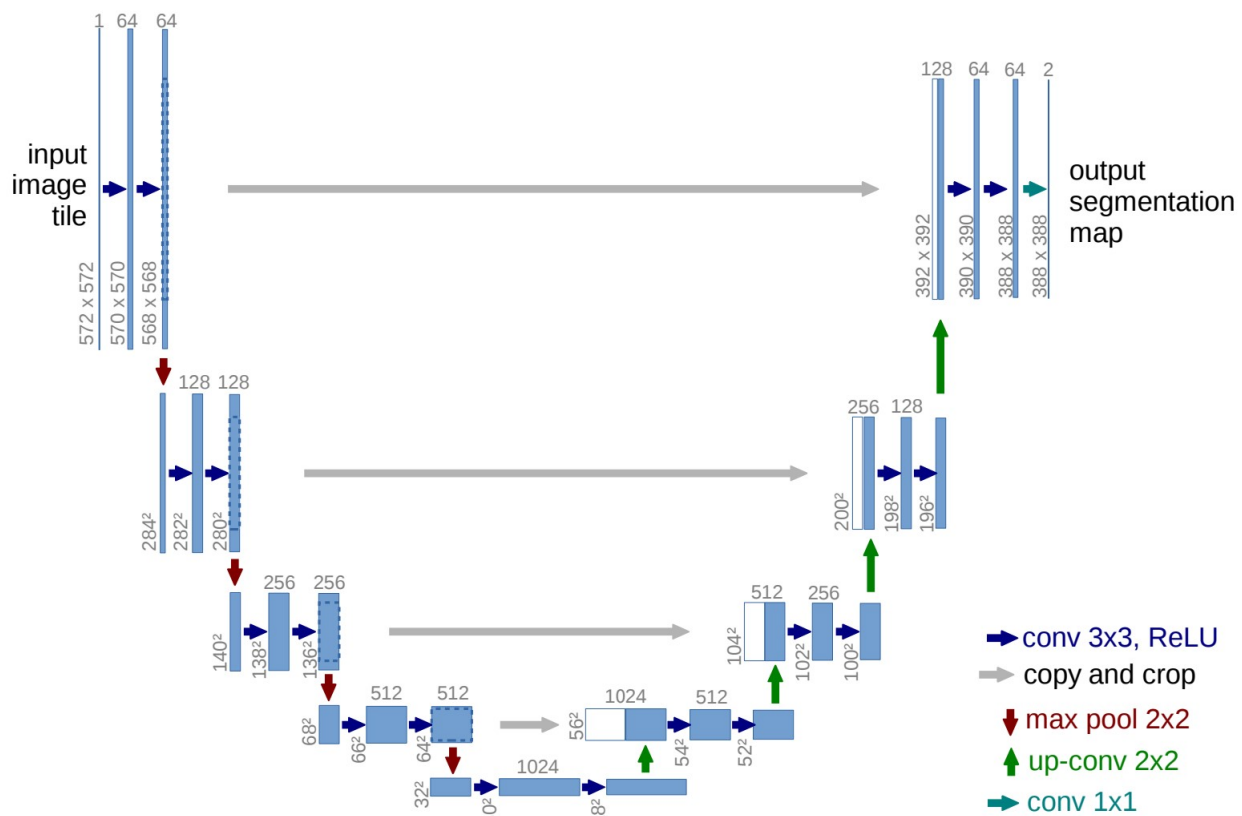 1 64 64
input
image
tile
572 x 572
570 x 570
568 x 568
128 64 64 2
output
segmentation
map
392 x 392
390 x 390
388 x 388
388 x 388
128 128
284²
282²
280²
256 128
200²
198²
196²
256 256
140²
138²
136²
512 256
104²
102²
100²
512 512
68²
66²
64²
1024 512
56²
54²
52²
1024
32²
0²
8²
conv 3x3, ReLU
copy and crop
max pool 2x2
up-conv 2x2
conv 1x1